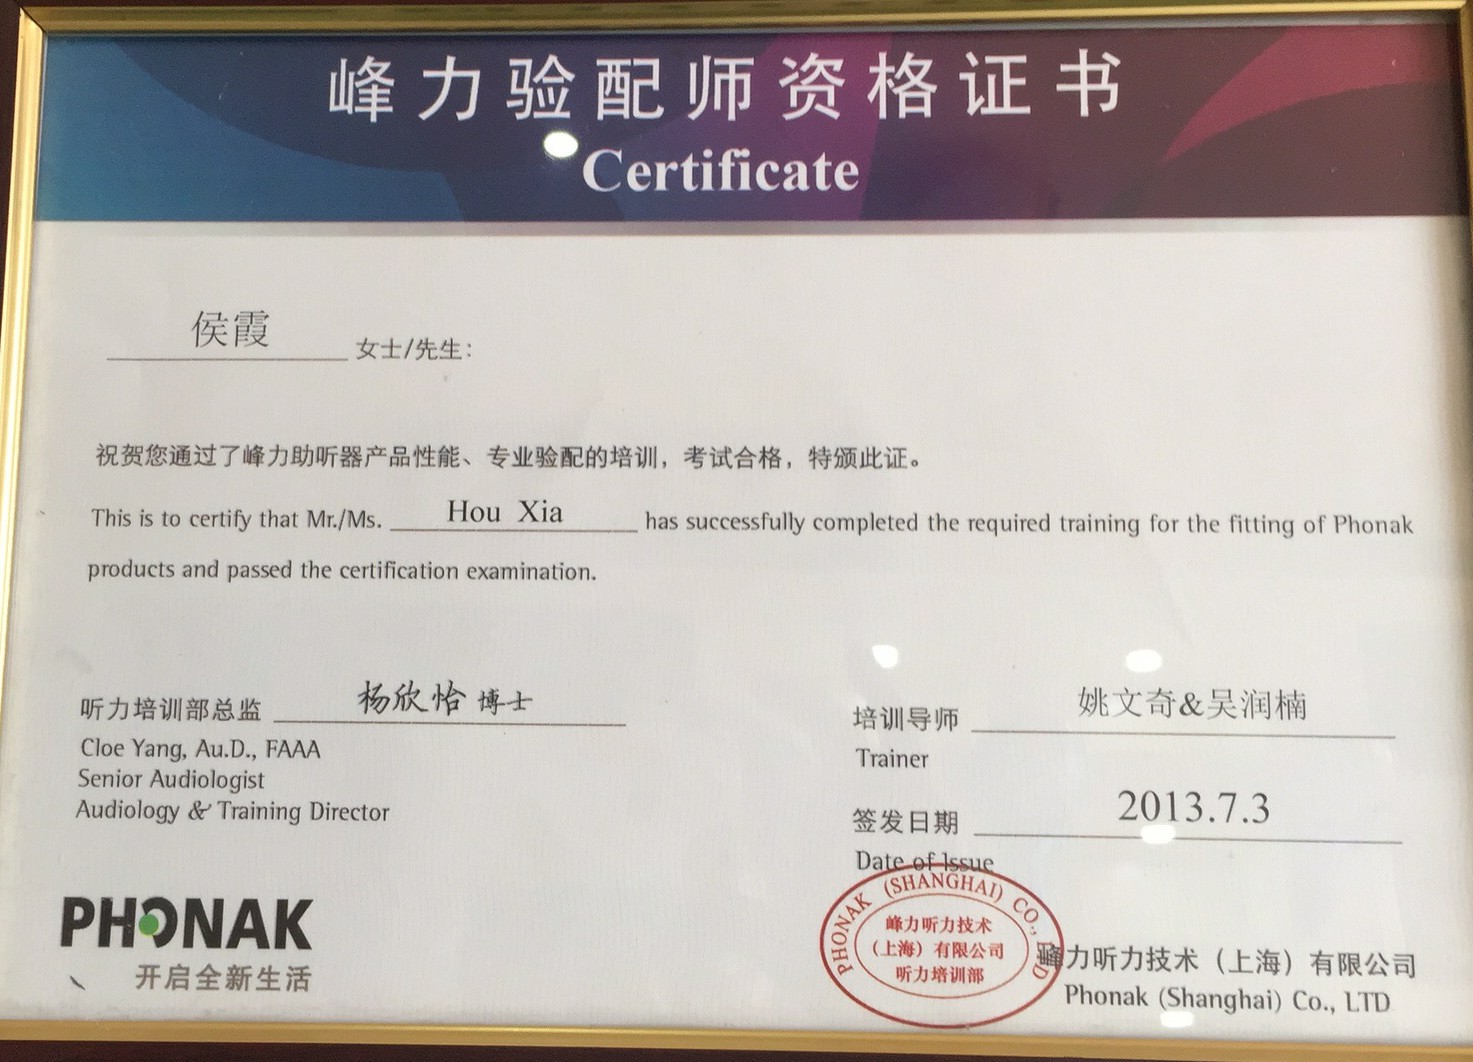 峰力验配师资格证书
Certificate
侯霞 女士/先生：
祝贺您通过了峰力助听器产品性能、专业验配的培训，考试合格，特颁此证。
This is to certify that Mr./Ms. Hou Xia has successfully completed the required training for the fitting of Phonak
products and passed the certification examination.
听力培训部总监 杨欣怡 博士
Cloe Yang, Au.D., FAAA
Senior Audiologist
Audiology & Training Director
培训导师 姚文奇&吴润楠
Trainer
签发日期 2013.7.3
Date of Issue
PHONAK
开启全新生活
PHONAK (SHANGHAI) CO., LTD
峰力听力技术
（上海）有限公司
听力培训部
峰力听力技术（上海）有限公司
Phonak (Shanghai) Co., LTD